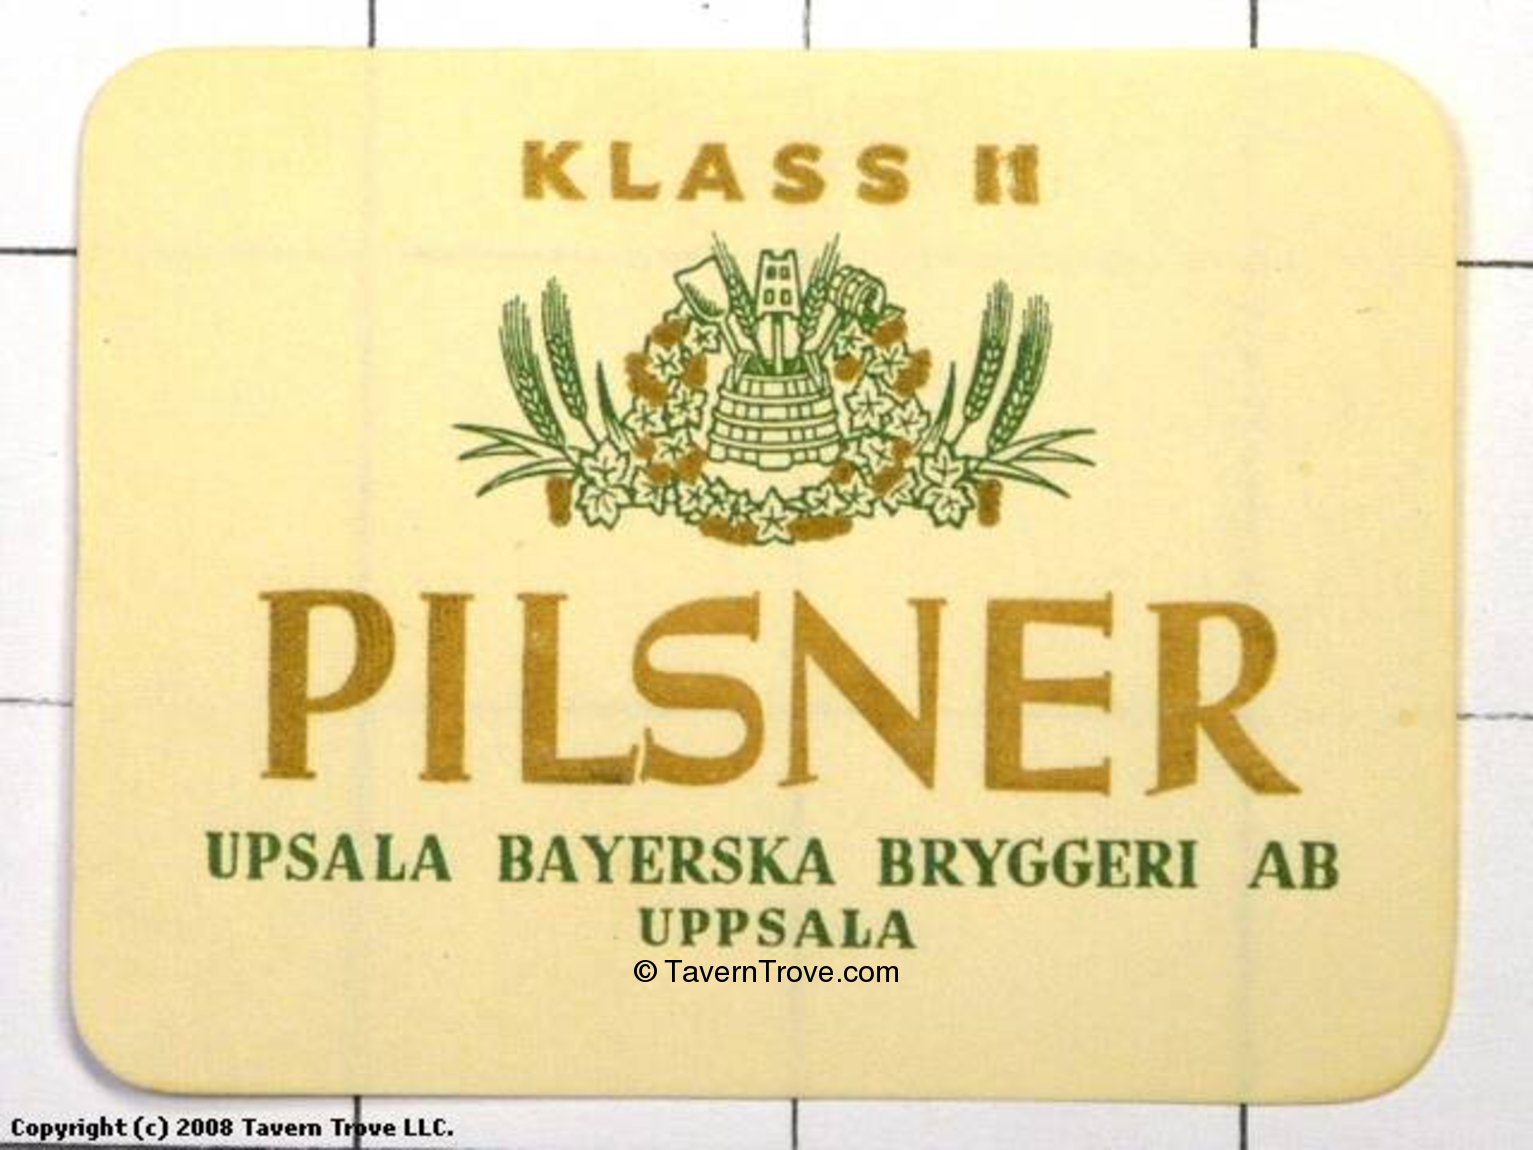 KLASS II
PILSNER
UPSALA BAYERSKA BRYGGERI AB
UPPSALA
© TavernTrove.com
Copyright (c) 2008 Tavern Trove LLC.